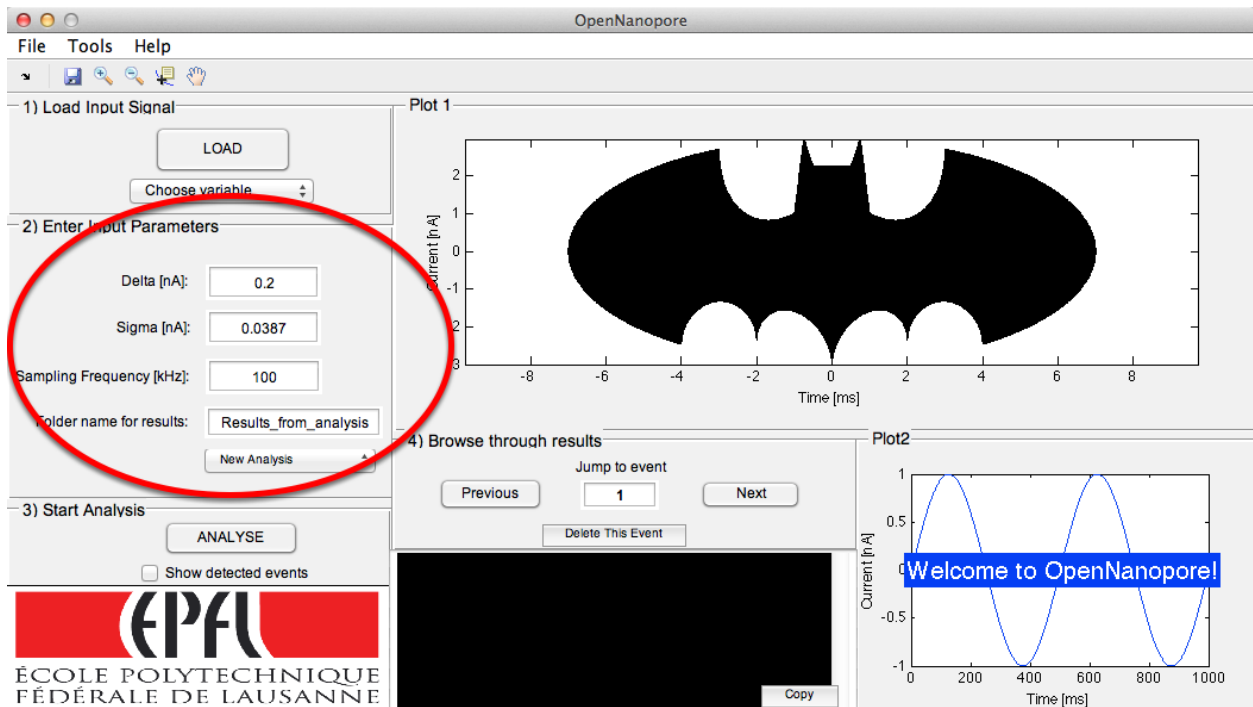 OpenNanopore
File Tools Help
1) Load Input Signal
LOAD
Choose variable
2) Enter Input Parameters
Delta [nA]:
0.2
Sigma [nA]:
0.0387
Sampling Frequency [kHz]:
100
Folder name for results:
Results_from_analysis
New Analysis
3) Start Analysis
ANALYSE
Show detected events
EPFL
ÉCOLE POLYTECHNIQUE
FÉDÉRALE DE LAUSANNE
Plot 1
Current [nA]
2
1
0
-1
-2
-3
-8 -6 -4 -2 0 2 4 6 8
Time [ms]
4) Browse through results
Jump to event
Previous
1
Next
Delete This Event
Copy
Plot2
Current [nA]
1
0.5
0
-0.5
-1
Welcome to OpenNanopore!
0 200 400 600 800 1000
Time [ms]